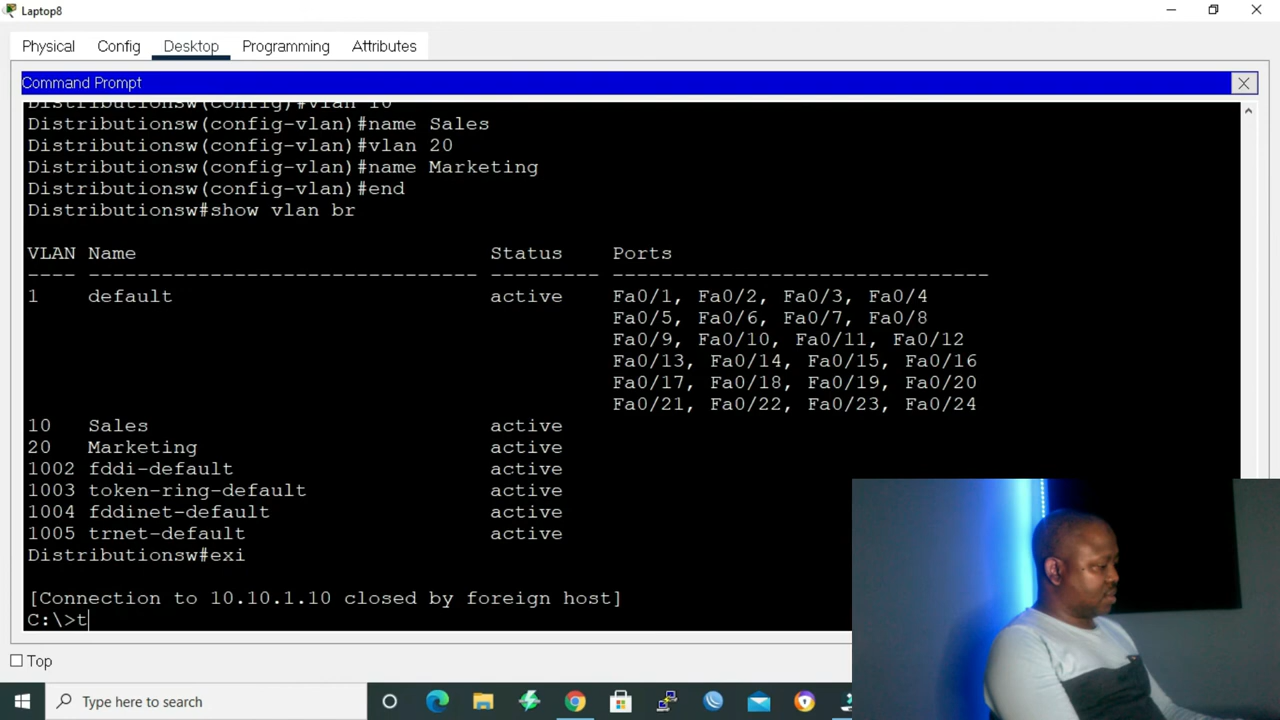 Laptop8
Physical Config Desktop Programming Attributes
Command Prompt
Distributionsw(config)#vlan 10
Distributionsw(config-vlan)#name Sales
Distributionsw(config-vlan)#vlan 20
Distributionsw(config-vlan)#name Marketing
Distributionsw(config-vlan)#end
Distributionsw#show vlan br
VLAN Name Status Ports
---- -------------------------------- --------- -------------------------------
1 default active Fa0/1, Fa0/2, Fa0/3, Fa0/4
Fa0/5, Fa0/6, Fa0/7, Fa0/8
Fa0/9, Fa0/10, Fa0/11, Fa0/12
Fa0/13, Fa0/14, Fa0/15, Fa0/16
Fa0/17, Fa0/18, Fa0/19, Fa0/20
Fa0/21, Fa0/22, Fa0/23, Fa0/24
10 Sales active
20 Marketing active
1002 fddi-default active
1003 token-ring-default active
1004 fddinet-default active
1005 trnet-default active
Distributionsw#exi
[Connection to 10.10.1.10 closed by foreign host]
C:\>t
Top
Type here to search